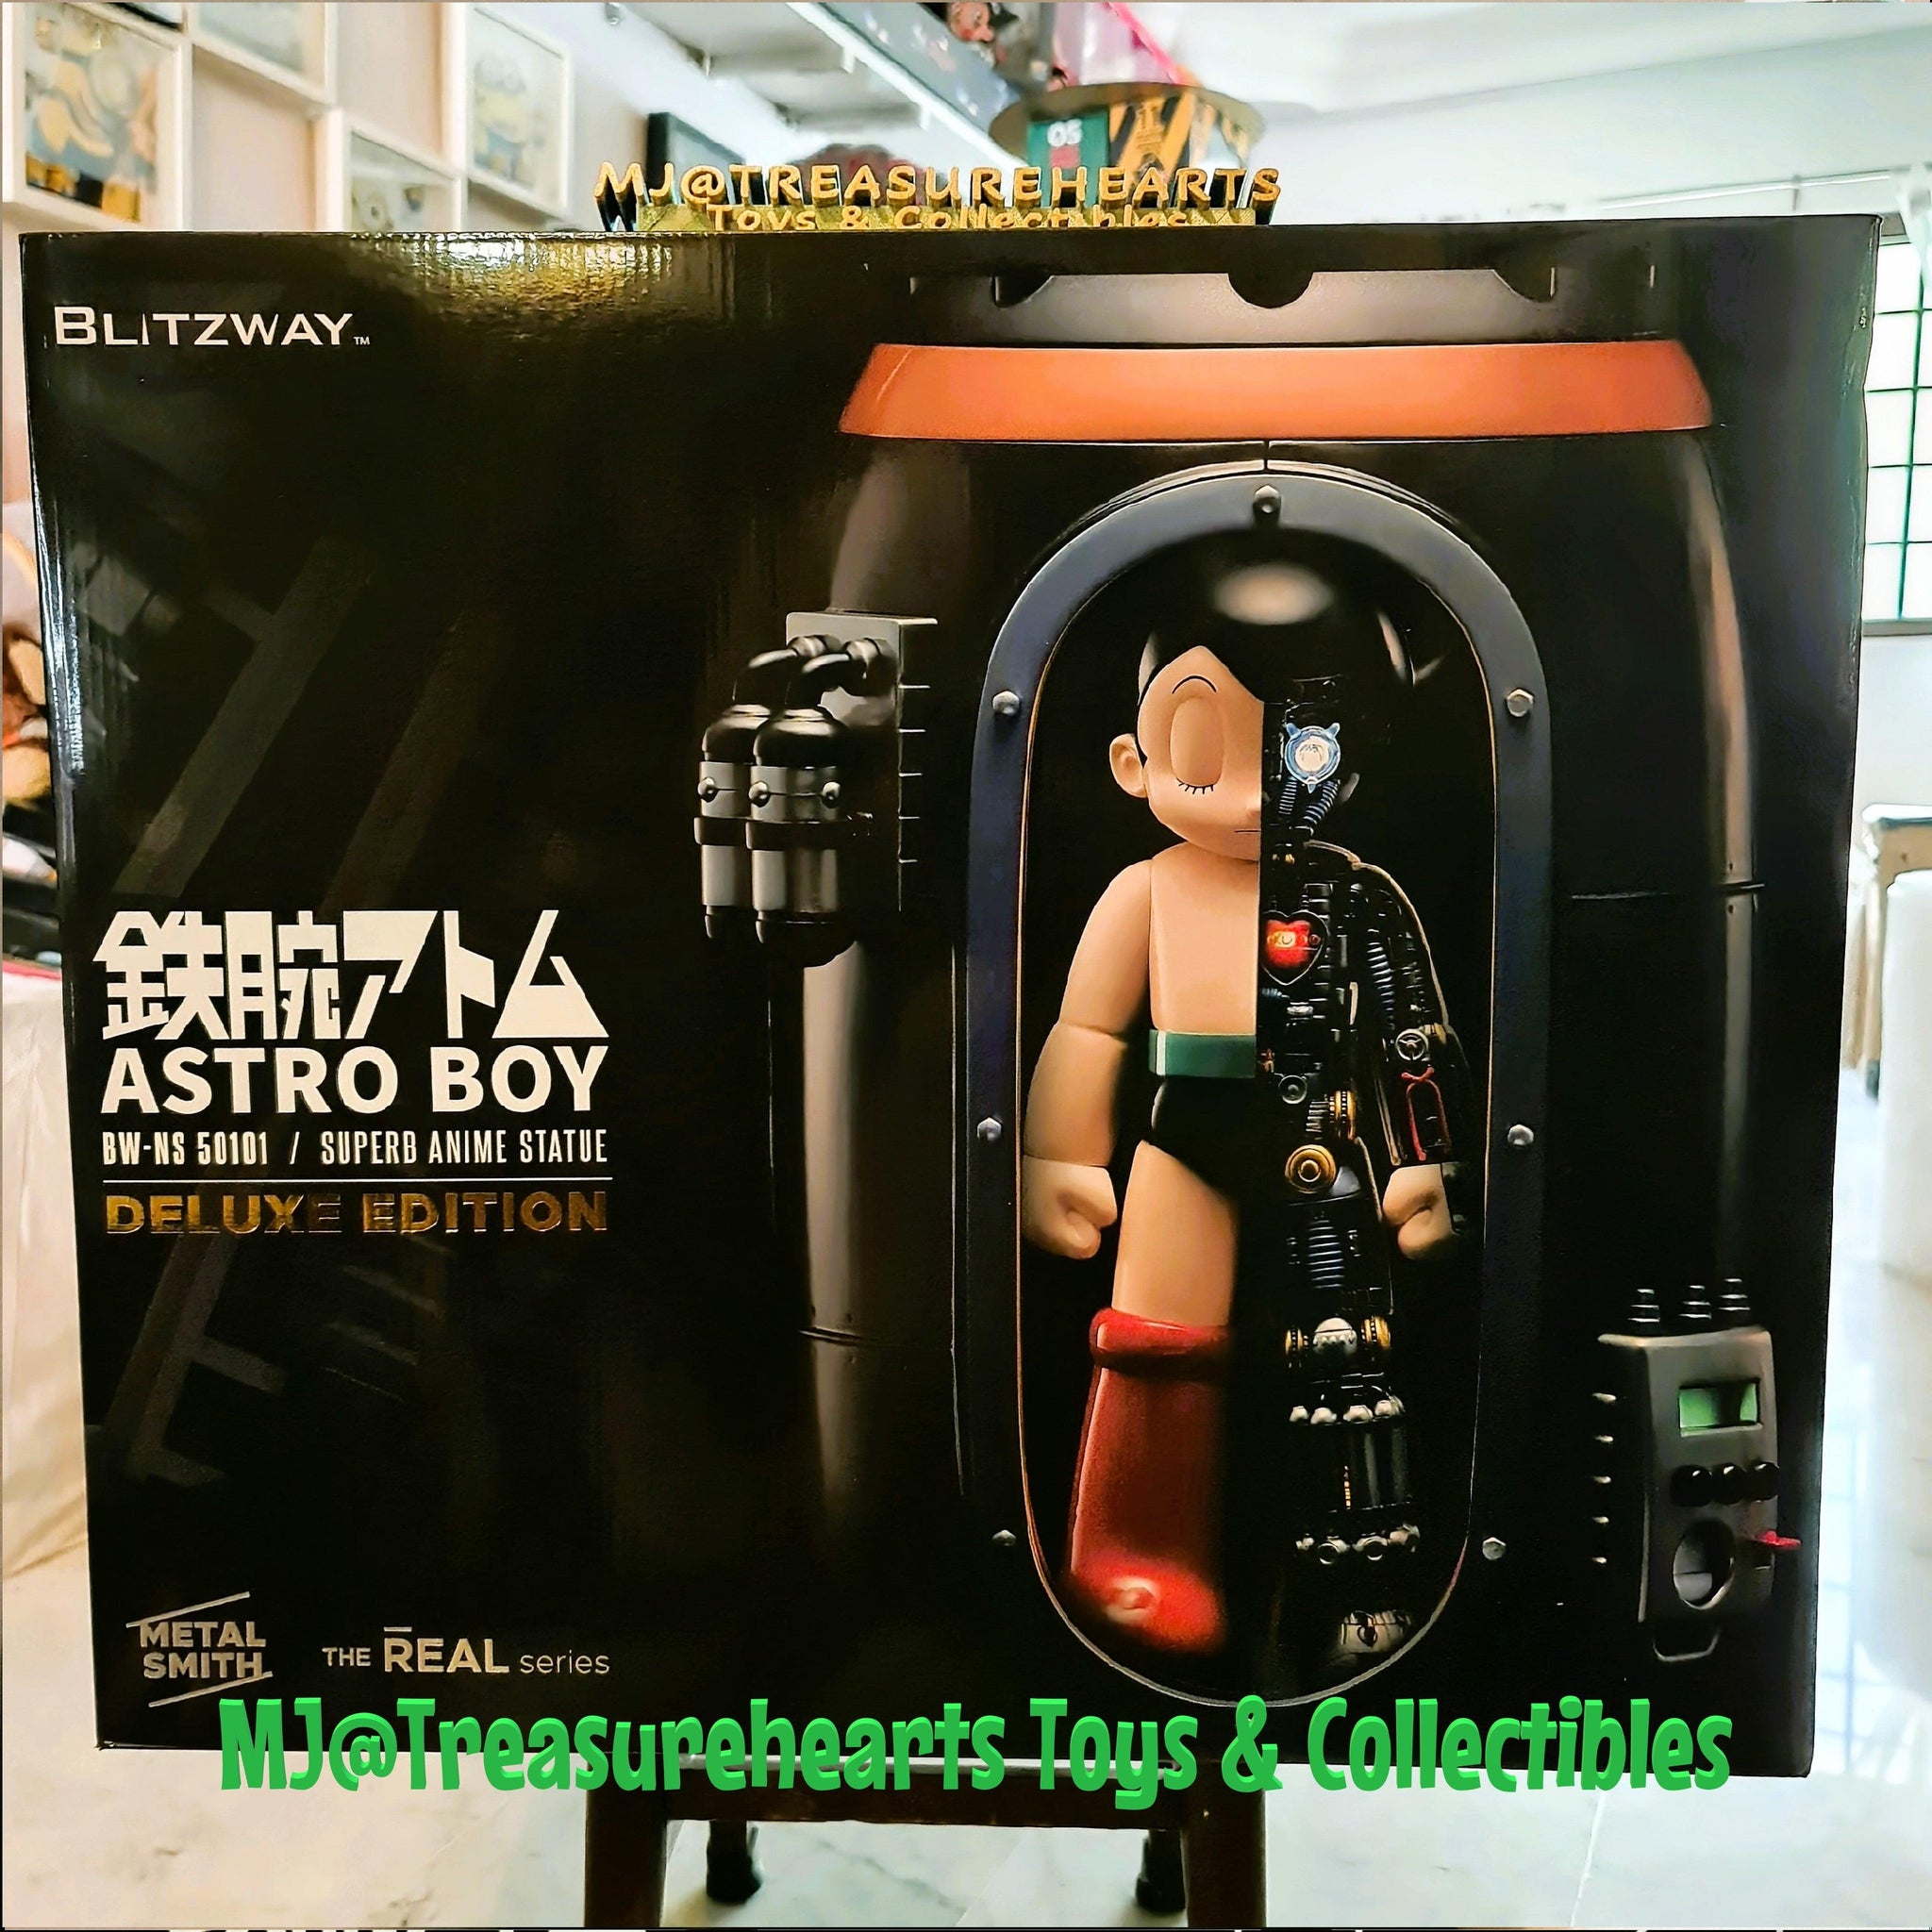 05
MJ@TREASUREHEARTS
Toys & Collectibles
BLITZWAY™
鉄腕アトム
ASTRO BOY
BW-NS 50101 / SUPERB ANIME STATUE
DELUXE EDITION
METAL
SMITH
THE REAL series
MJ@Treasurehearts Toys & Collectibles